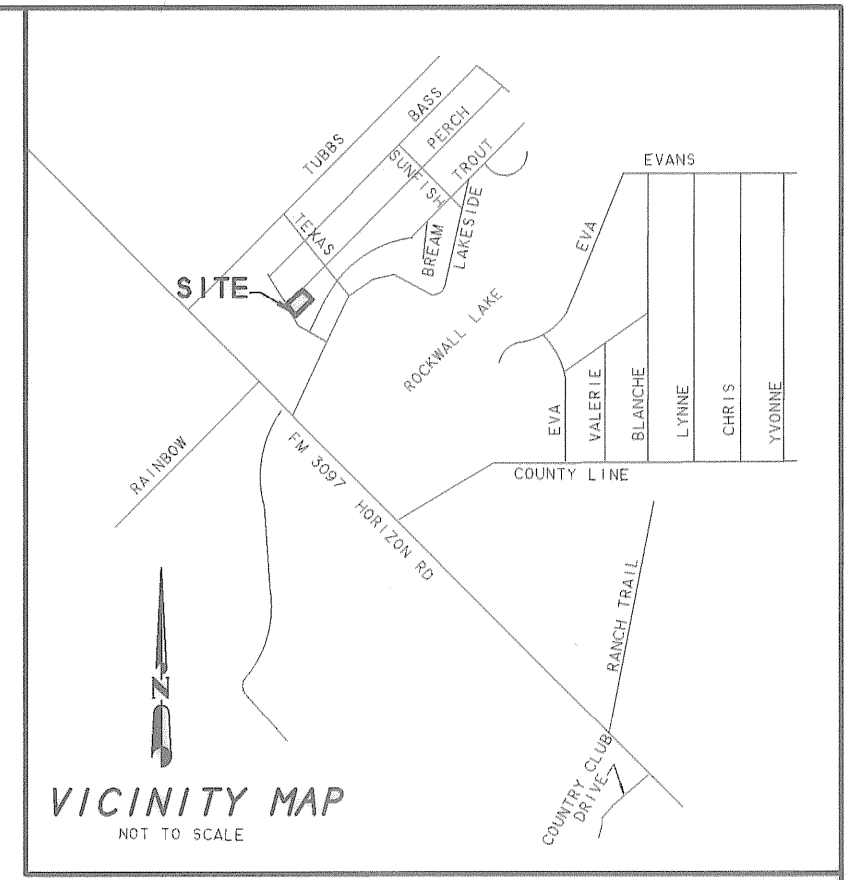 BASS
TUBBS
PERCH
SUNFISH
TROUT
EVANS
TEXAS
BREAM
LAKESIDE
EVA
SITE
ROCKWALL LAKE
EVA
VALERIE
BLANCHE
LYNNE
CHRIS
YVONNE
RAINBOW
FM 3097 HORIZON RD
COUNTY LINE
RANCH TRAIL
N
COUNTRY CLUB
DRIVE
VICINITY MAP
NOT TO SCALE